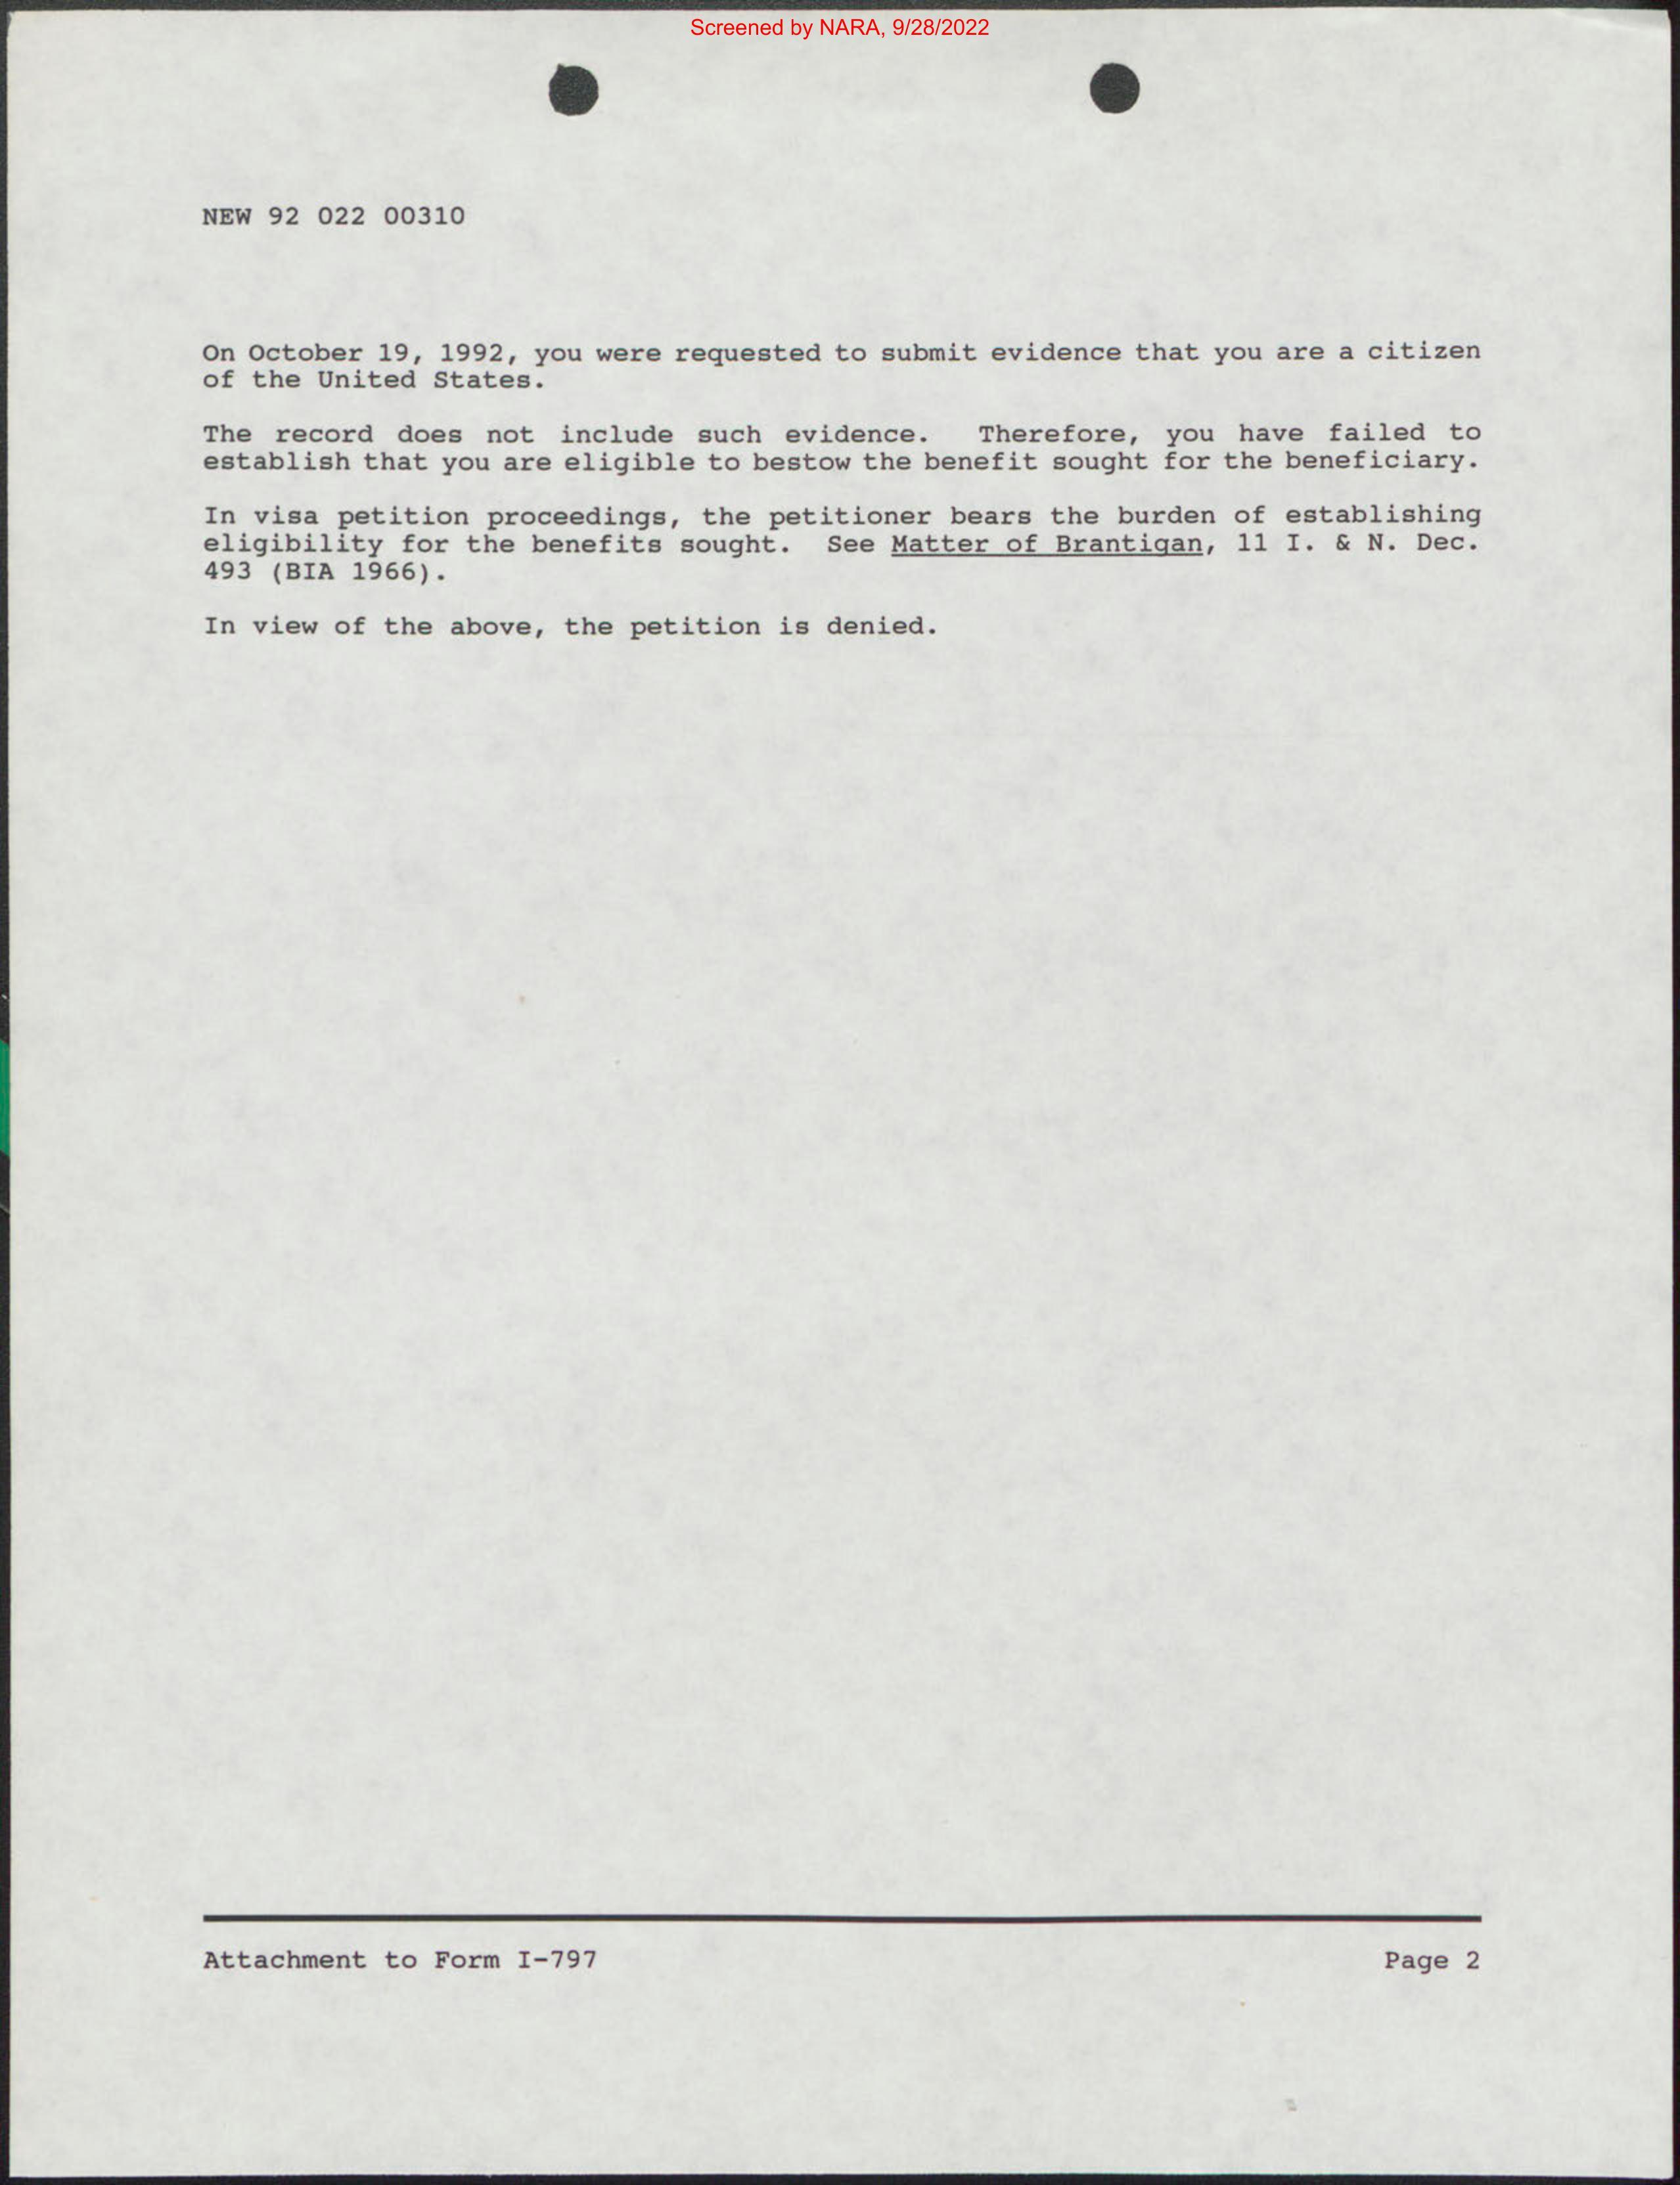 Screened by NARA, 9/28/2022
NEW 92 022 00310
On October 19, 1992, you were requested to submit evidence that you are a citizen
of the United States.
The record does not include such evidence. Therefore, you have failed to
establish that you are eligible to bestow the benefit sought for the beneficiary.
In visa petition proceedings, the petitioner bears the burden of establishing
eligibility for the benefits sought. See Matter of Brantigan, 11 I. & N. Dec.
493 (BIA 1966).
In view of the above, the petition is denied.
Attachment to Form I-797 Page 2